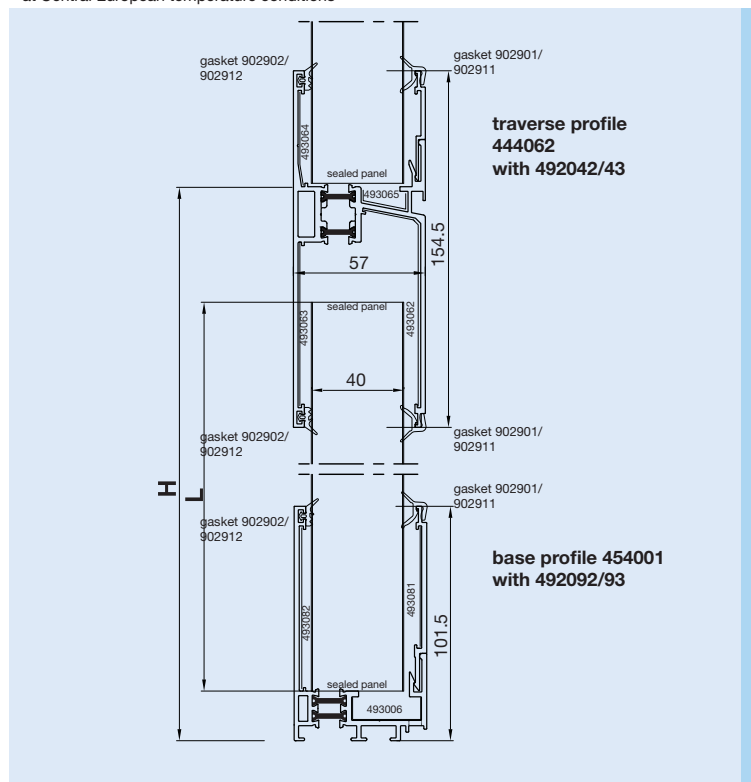 at Central European temperature conditions
gasket 902902/
902912
gasket 902901/
902911
traverse profile
444062
with 492042/43
493064
sealed panel
493065
154.5
57
sealed panel
493063
493062
40
gasket 902902/
902912
gasket 902901/
902911
H
L
gasket 902901/
902911
gasket 902902/
902912
base profile 454001
with 492092/93
493082
493081
101.5
sealed panel
493006